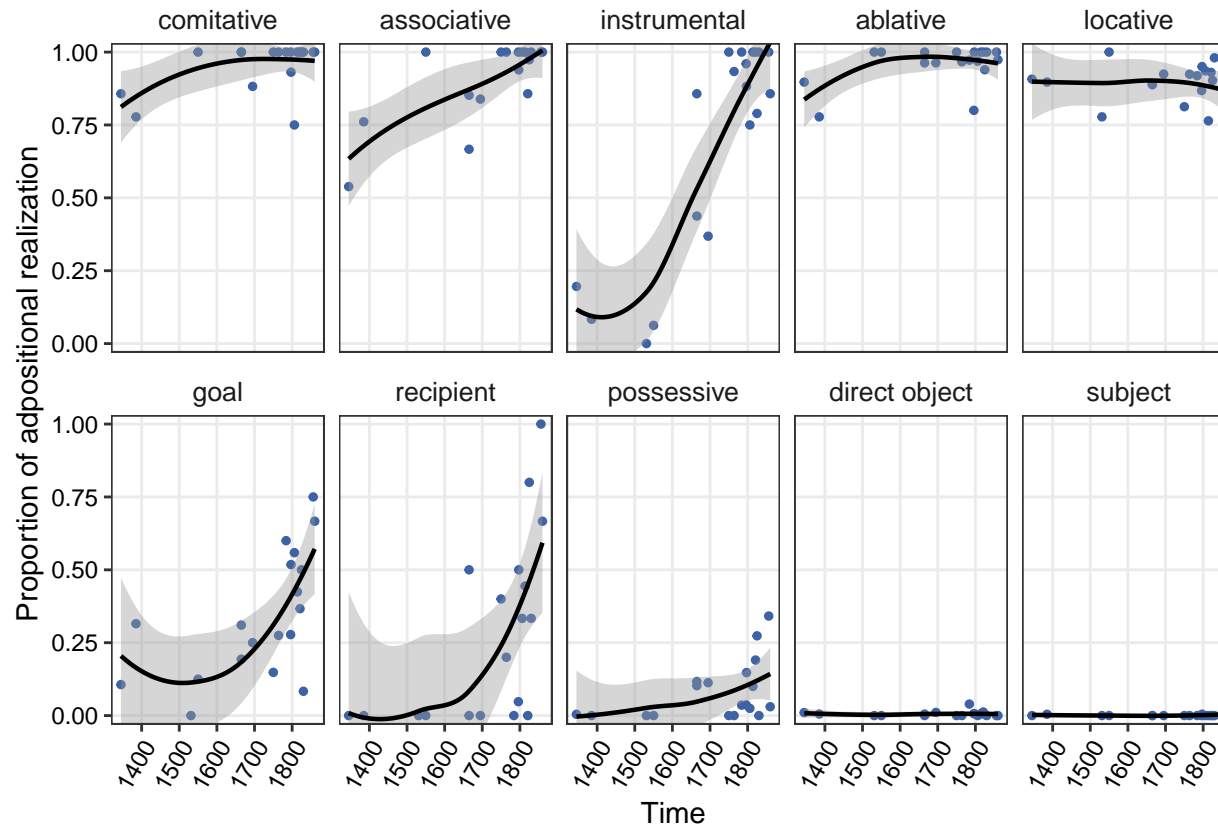 comitative associative instrumental ablative locative
1.00
0.75
0.50
0.25
0.00
goal recipient possessive direct object subject
1.00
0.75
0.50
0.25
0.00
1400 1500 1600 1700 1800 1400 1500 1600 1700 1800 1400 1500 1600 1700 1800 1400 1500 1600 1700 1800 1400 1500 1600 1700 1800
Time
Proportion of adpositional realization